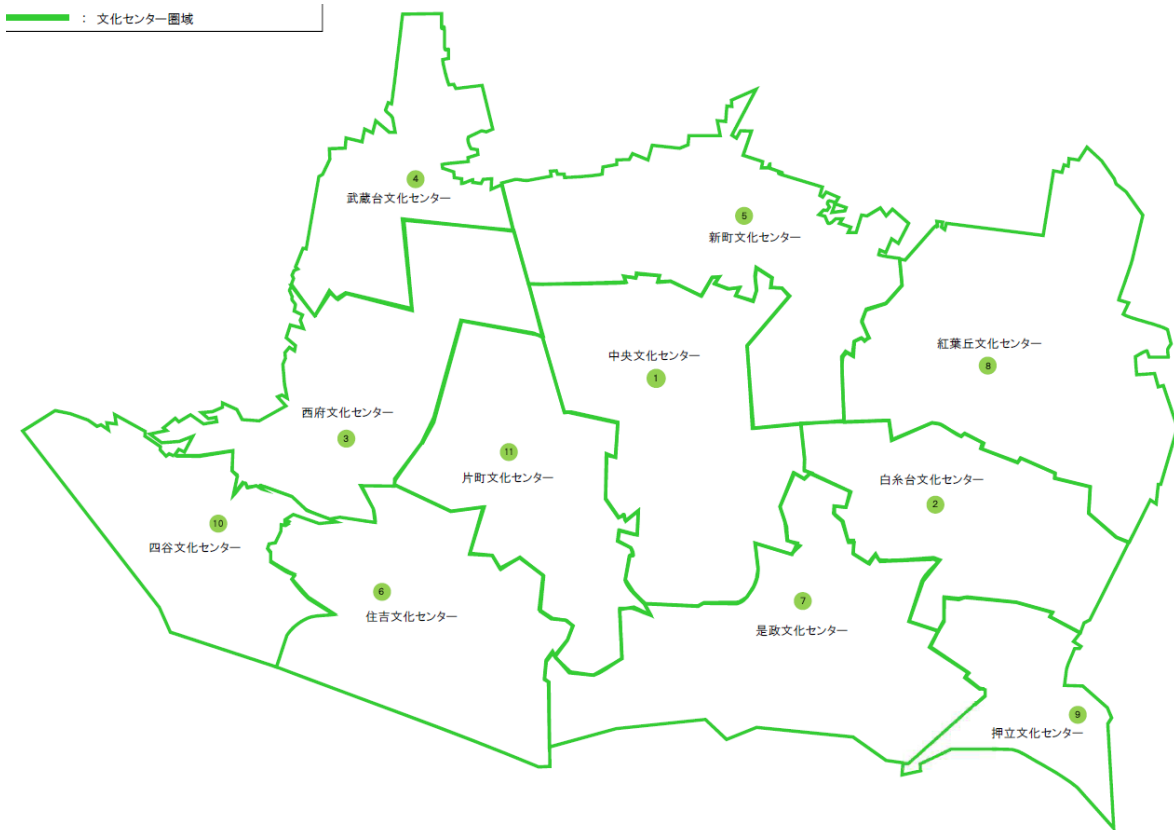 ： 文化センター圏域
4
武蔵台文化センター
5
新町文化センター
中央文化センター
1
紅葉丘文化センター
8
西府文化センター
3
11
片町文化センター
白糸台文化センター
2
10
四谷文化センター
6
住吉文化センター
7
是政文化センター
9
押立文化センター